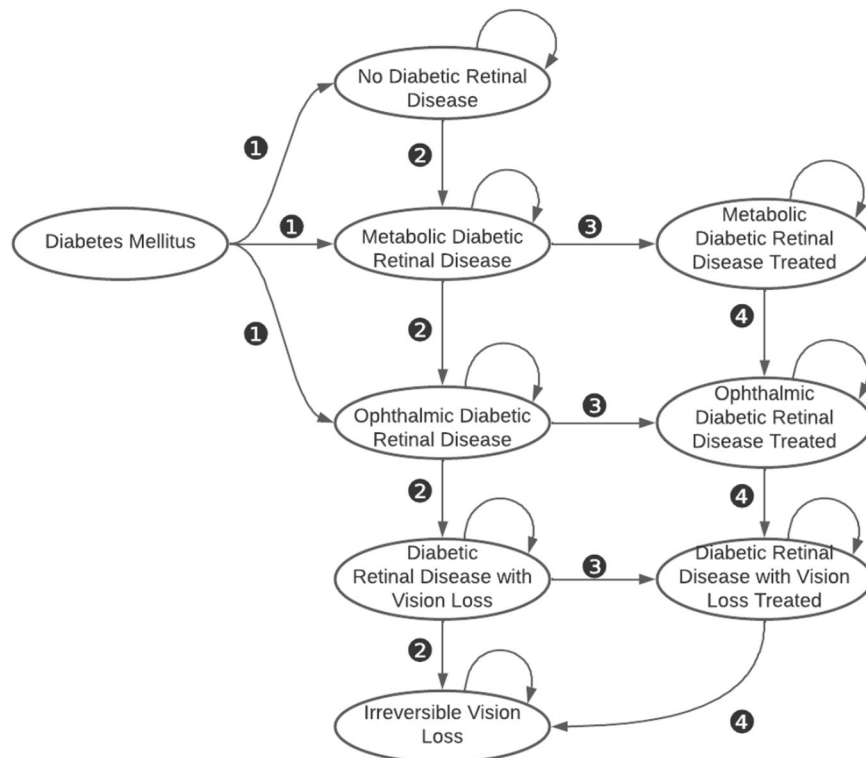 No Diabetic Retinal
Disease
❶
❷
Diabetes Mellitus
❶
Metabolic Diabetic
Retinal Disease
❸
Metabolic
Diabetic Retinal
Disease Treated
❶
❷
❹
Ophthalmic Diabetic
Retinal Disease
❸
Ophthalmic
Diabetic Retinal
Disease Treated
❷
❹
Diabetic
Retinal Disease with
Vision Loss
❸
Diabetic Retinal
Disease with Vision
Loss Treated
❷
Irreversible Vision
Loss
❹